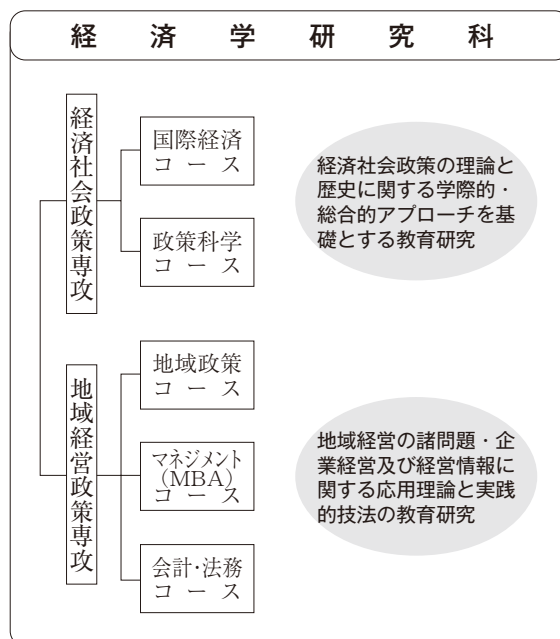 経済学研究科
経済社会政策専攻
国際経済
コース
政策科学
コース
経済社会政策の理論と
歴史に関する学際的・
総合的アプローチを基
礎とする教育研究
地域経営政策専攻
地域政策
コース
マネジメント
(MBA)
コース
会計・法務
コース
地域経営の諸問題・企
業経営及び経営情報に
関する応用理論と実践
的技法の教育研究